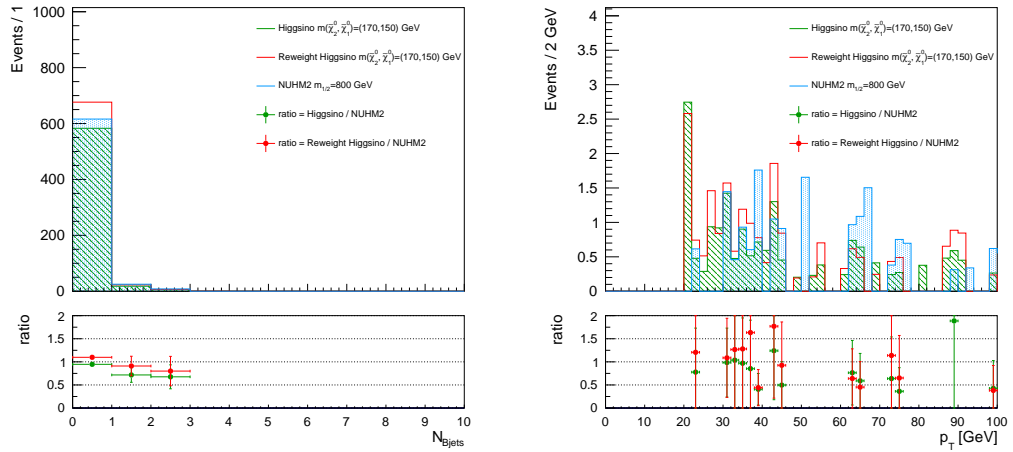 Events / 1
1000
800
600
400
200
0
Higgsino m(χ̃⁰₂, χ̃⁰₁)=(170,150) GeV
Reweight Higgsino m(χ̃⁰₂, χ̃⁰₁)=(170,150) GeV
NUHM2 m₁/₂=800 GeV
ratio = Higgsino / NUHM2
ratio = Reweight Higgsino / NUHM2
ratio
2
1.5
1
0.5
0
0 1 2 3 4 5 6 7 8 9 10
N_Bjets
Events / 2 GeV
4
3.5
3
2.5
2
1.5
1
0.5
0
Higgsino m(χ̃⁰₂, χ̃⁰₁)=(170,150) GeV
Reweight Higgsino m(χ̃⁰₂, χ̃⁰₁)=(170,150) GeV
NUHM2 m₁/₂=800 GeV
ratio = Higgsino / NUHM2
ratio = Reweight Higgsino / NUHM2
ratio
2
1.5
1
0.5
0
0 10 20 30 40 50 60 70 80 90 100
p_T [GeV]